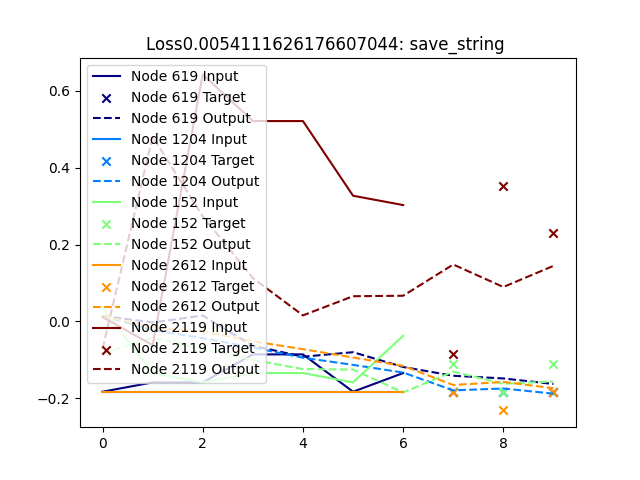 Loss0.0054111626176607044: save_string
Node 619 Input
Node 619 Target
Node 619 Output
Node 1204 Input
Node 1204 Target
Node 1204 Output
Node 152 Input
Node 152 Target
Node 152 Output
Node 2612 Input
Node 2612 Target
Node 2612 Output
Node 2119 Input
Node 2119 Target
Node 2119 Output
0.6
0.4
0.2
0.0
−0.2
0 2 4 6 8